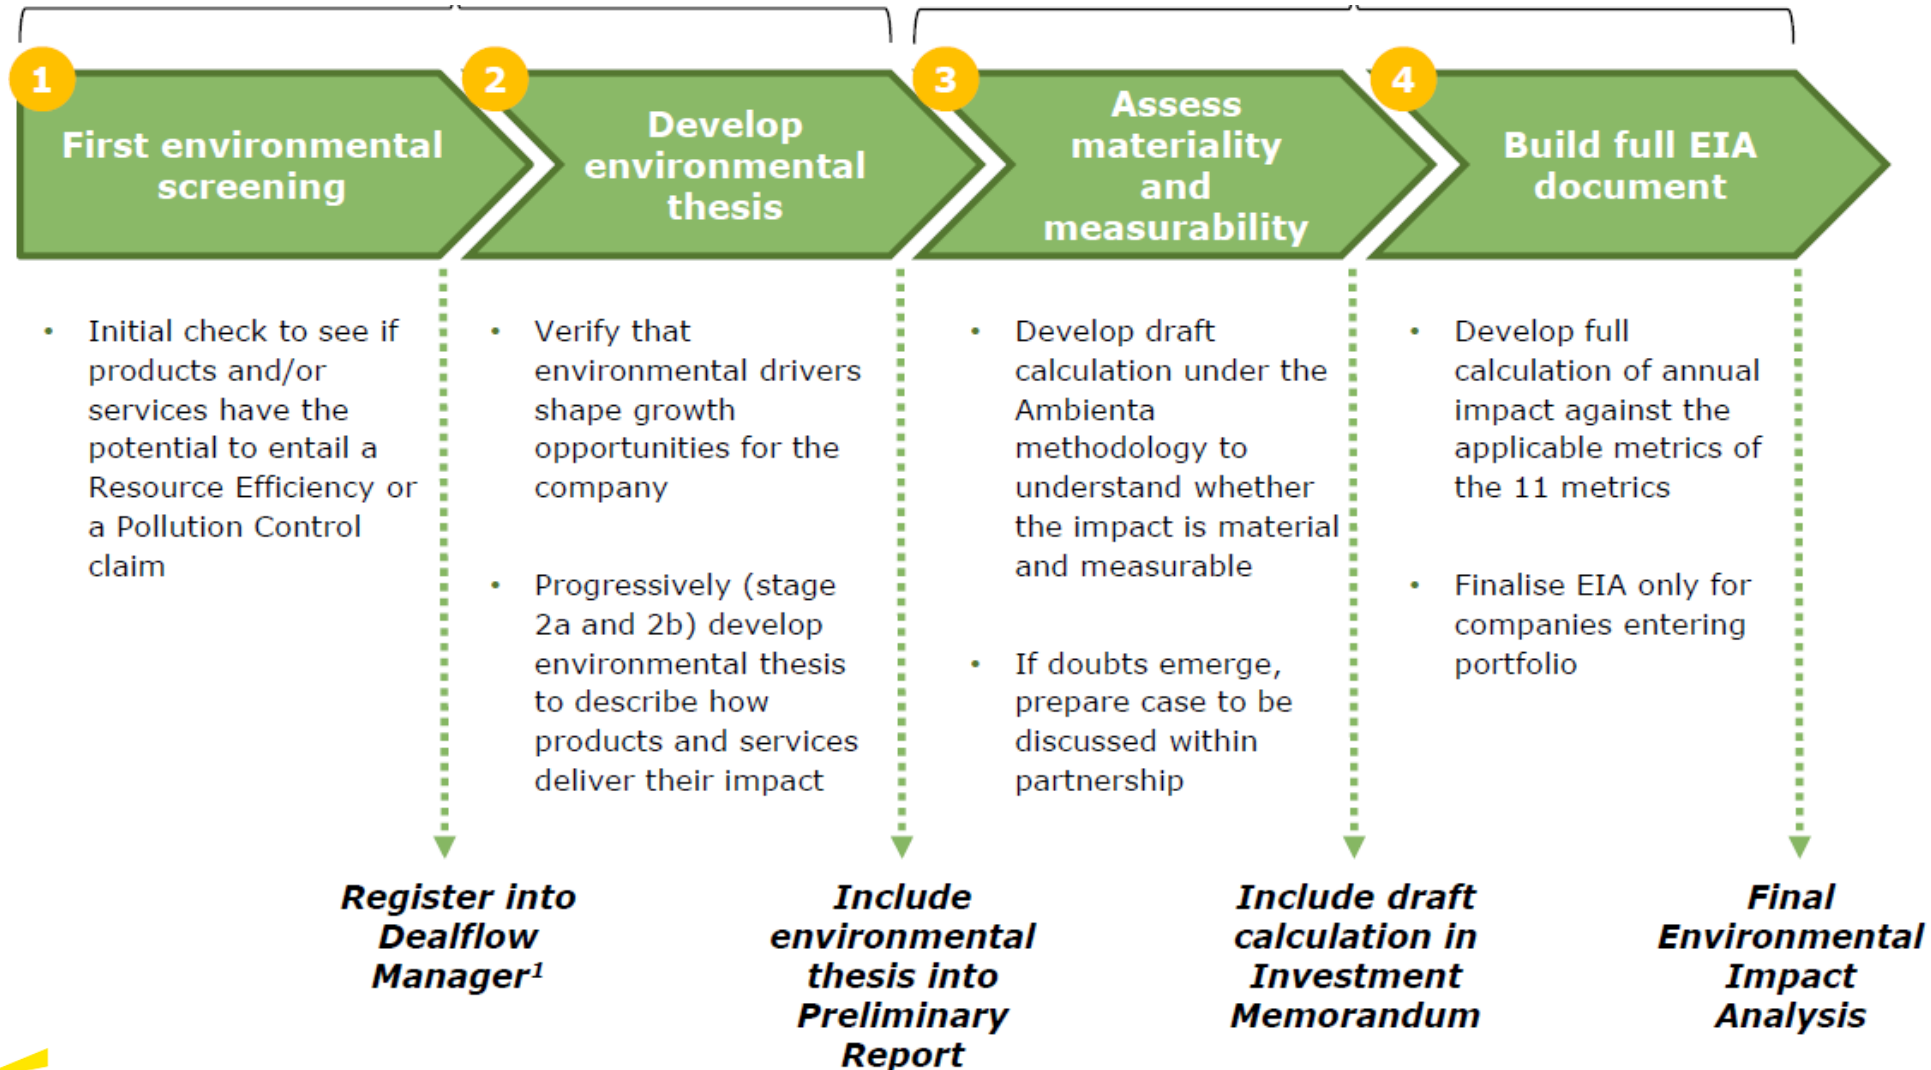 1
First environmental
screening
2
Develop
environmental
thesis
3
Assess
materiality
and
measurability
4
Build full EIA
document
• Initial check to see if
products and/or
services have the
potential to entail a
Resource Efficiency or
a Pollution Control
claim
• Verify that
environmental drivers
shape growth
opportunities for the
company
• Progressively (stage
2a and 2b) develop
environmental thesis
to describe how
products and services
deliver their impact
• Develop draft
calculation under the
Ambienta
methodology to
understand whether
the impact is material
and measurable
• If doubts emerge,
prepare case to be
discussed within
partnership
• Develop full
calculation of annual
impact against the
applicable metrics of
the 11 metrics
• Finalise EIA only for
companies entering
portfolio
Register into
Dealflow
Manager¹
Include
environmental
thesis into
Preliminary
Report
Include draft
calculation in
Investment
Memorandum
Final
Environmental
Impact
Analysis